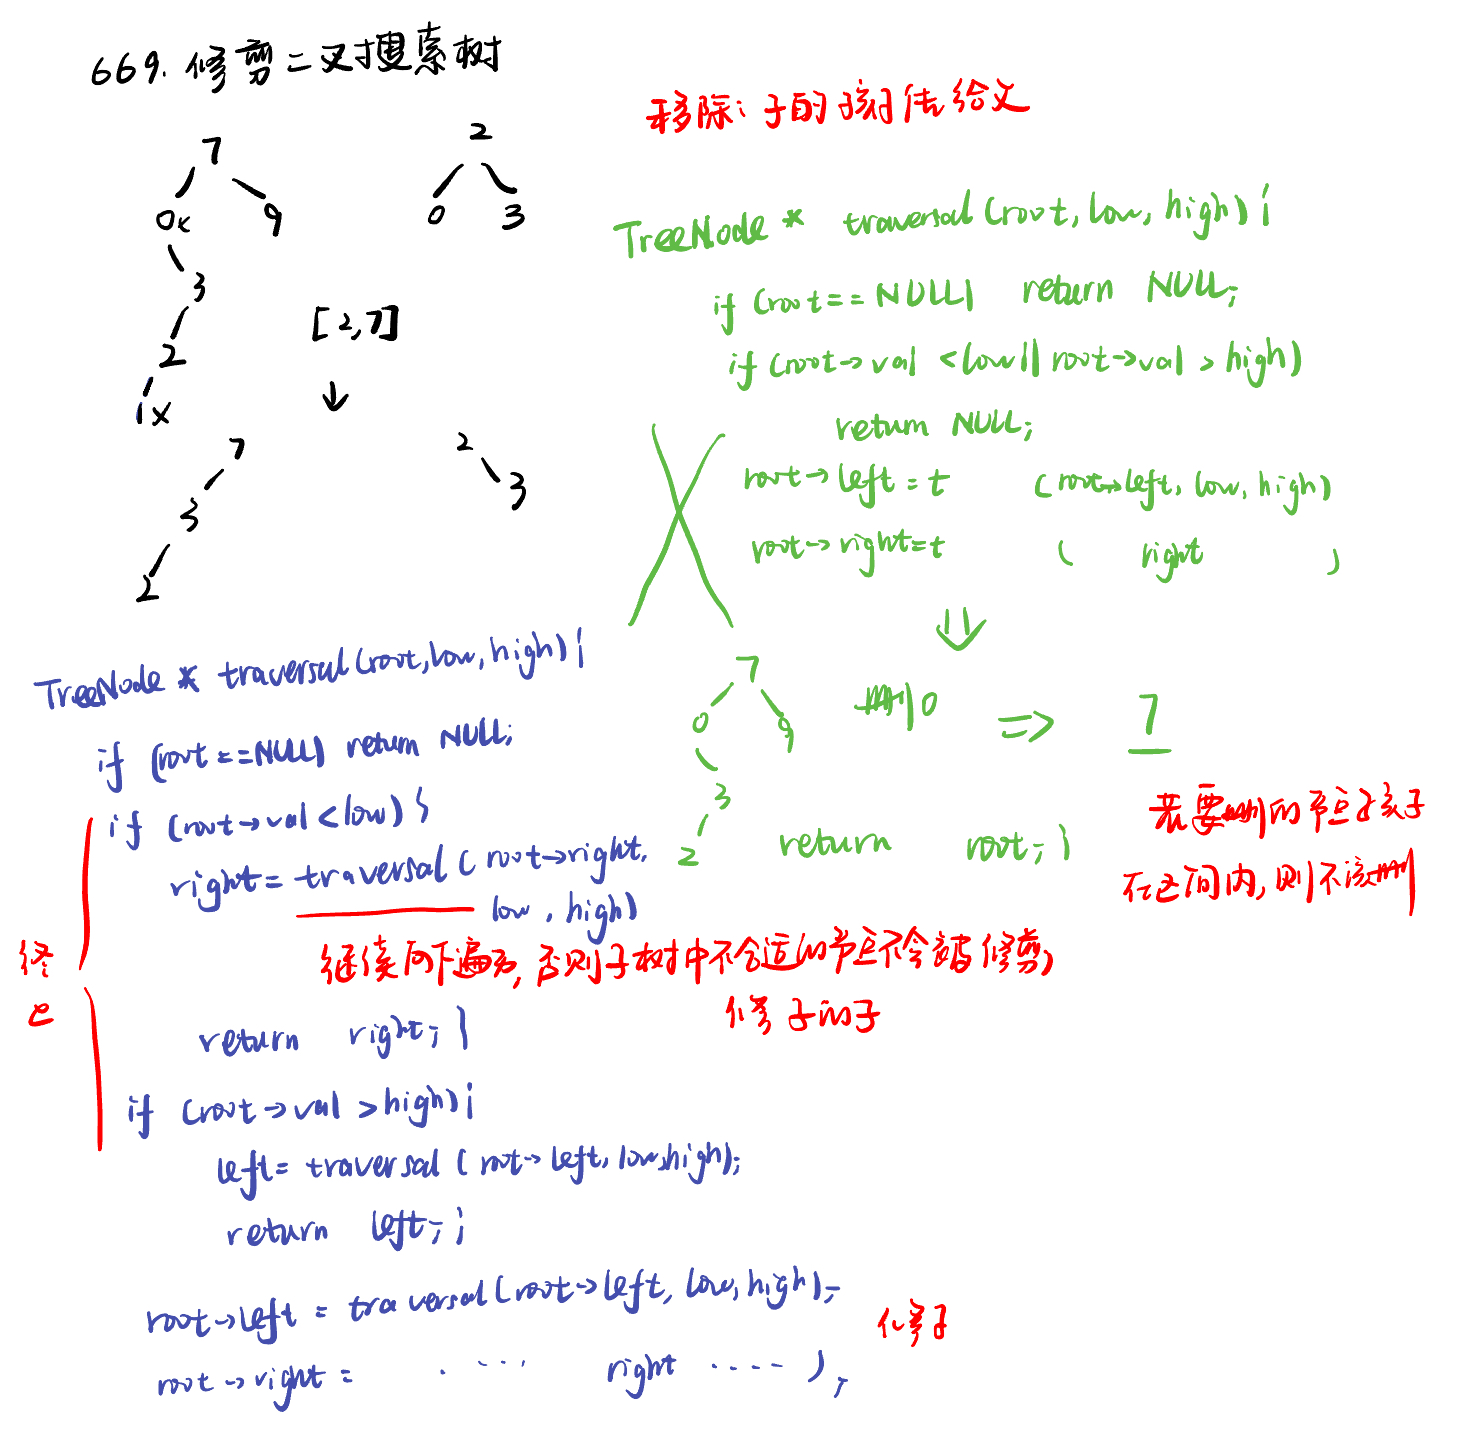 669. 修剪二叉搜索树
移除: 子的孩子传给父
7
0x 9
3
2
1x
2
0 3
[2,7]
↓
7
3
2
2
3
TreeNode * traversal(root, low, high){
if (root == NULL) return NULL;
if (root->val < low || root->val > high)
return NULL;
root->left = t (root->left, low, high)
root->right = t ( right )
⇓
7
0 9
3
2
删0 => 7
return root; }
若要删的节点孩子
在区间内, 则不该删
TreeNode * traversal(root, low, high){
if (root == NULL) return NULL;
if (root->val < low) {
right = traversal( root->right,
low, high)
继续向下遍历, 否则子树中不合适的节点不会被修剪,
修子的子
终止
return right; }
if (root->val > high){
left = traversal(root->left, low, high);
return left; }
root->left = traversal(root->left, low, high);
修子
root->right = . ... right .... );